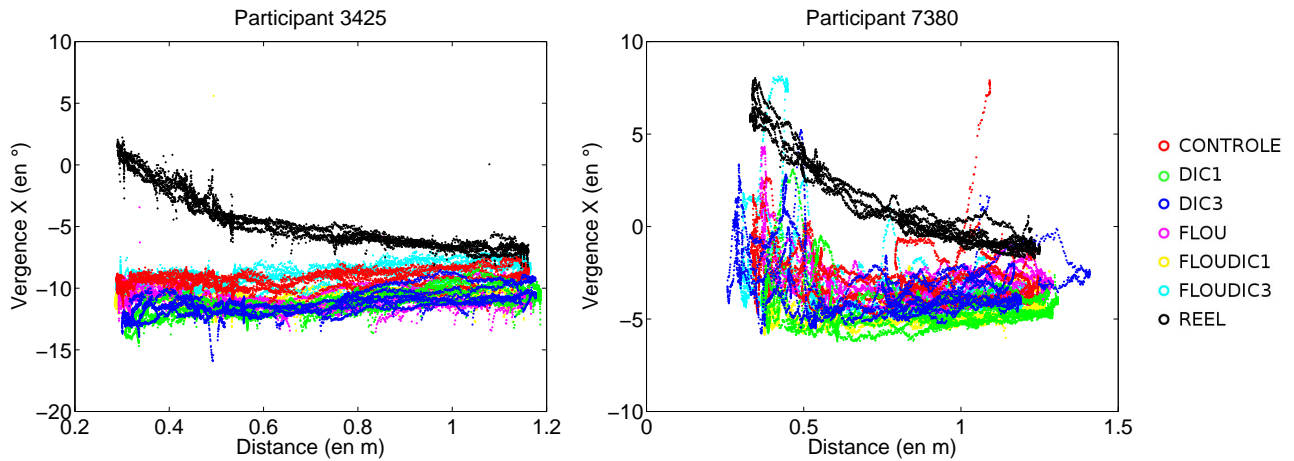 Participant 3425
10
5
0
−5
−10
−15
−20
0.2
0.4
0.6
0.8
1
1.2
Vergence X (en °)
Distance (en m)
Participant 7380
10
5
0
−5
−10
0
0.5
1
1.5
Vergence X (en °)
Distance (en m)
CONTROLE
DIC1
DIC3
FLOU
FLOUDIC1
FLOUDIC3
REEL